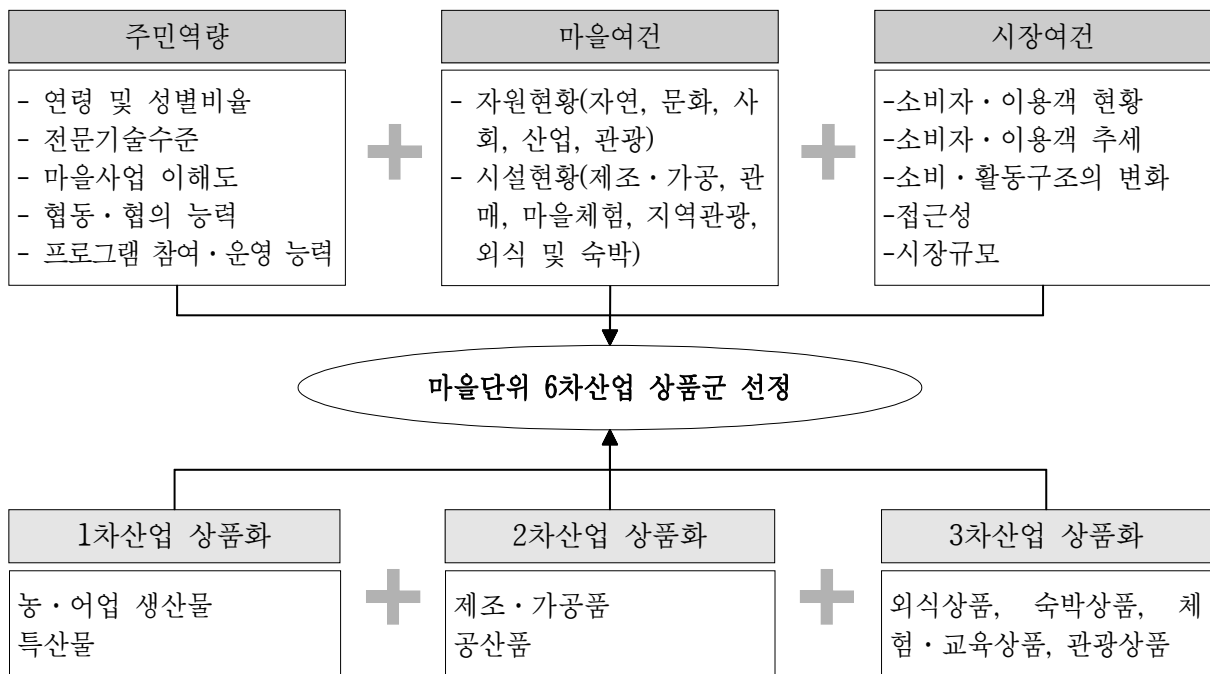 주민역량
- 연령 및 성별비율
- 전문기술수준
- 마을사업 이해도
- 협동·협의 능력
- 프로그램 참여·운영 능력
마을여건
- 자원현황(자연, 문화, 사
회, 산업, 관광)
- 시설현황(제조·가공, 관
매, 마을체험, 지역관광,
외식 및 숙박)
시장여건
-소비자·이용객 현황
-소비자·이용객 추세
-소비·활동구조의 변화
-접근성
-시장규모
마을단위 6차산업 상품군 선정
1차산업 상품화
농·어업 생산물
특산물
2차산업 상품화
제조·가공품
공산품
3차산업 상품화
외식상품, 숙박상품, 체
험·교육상품, 관광상품